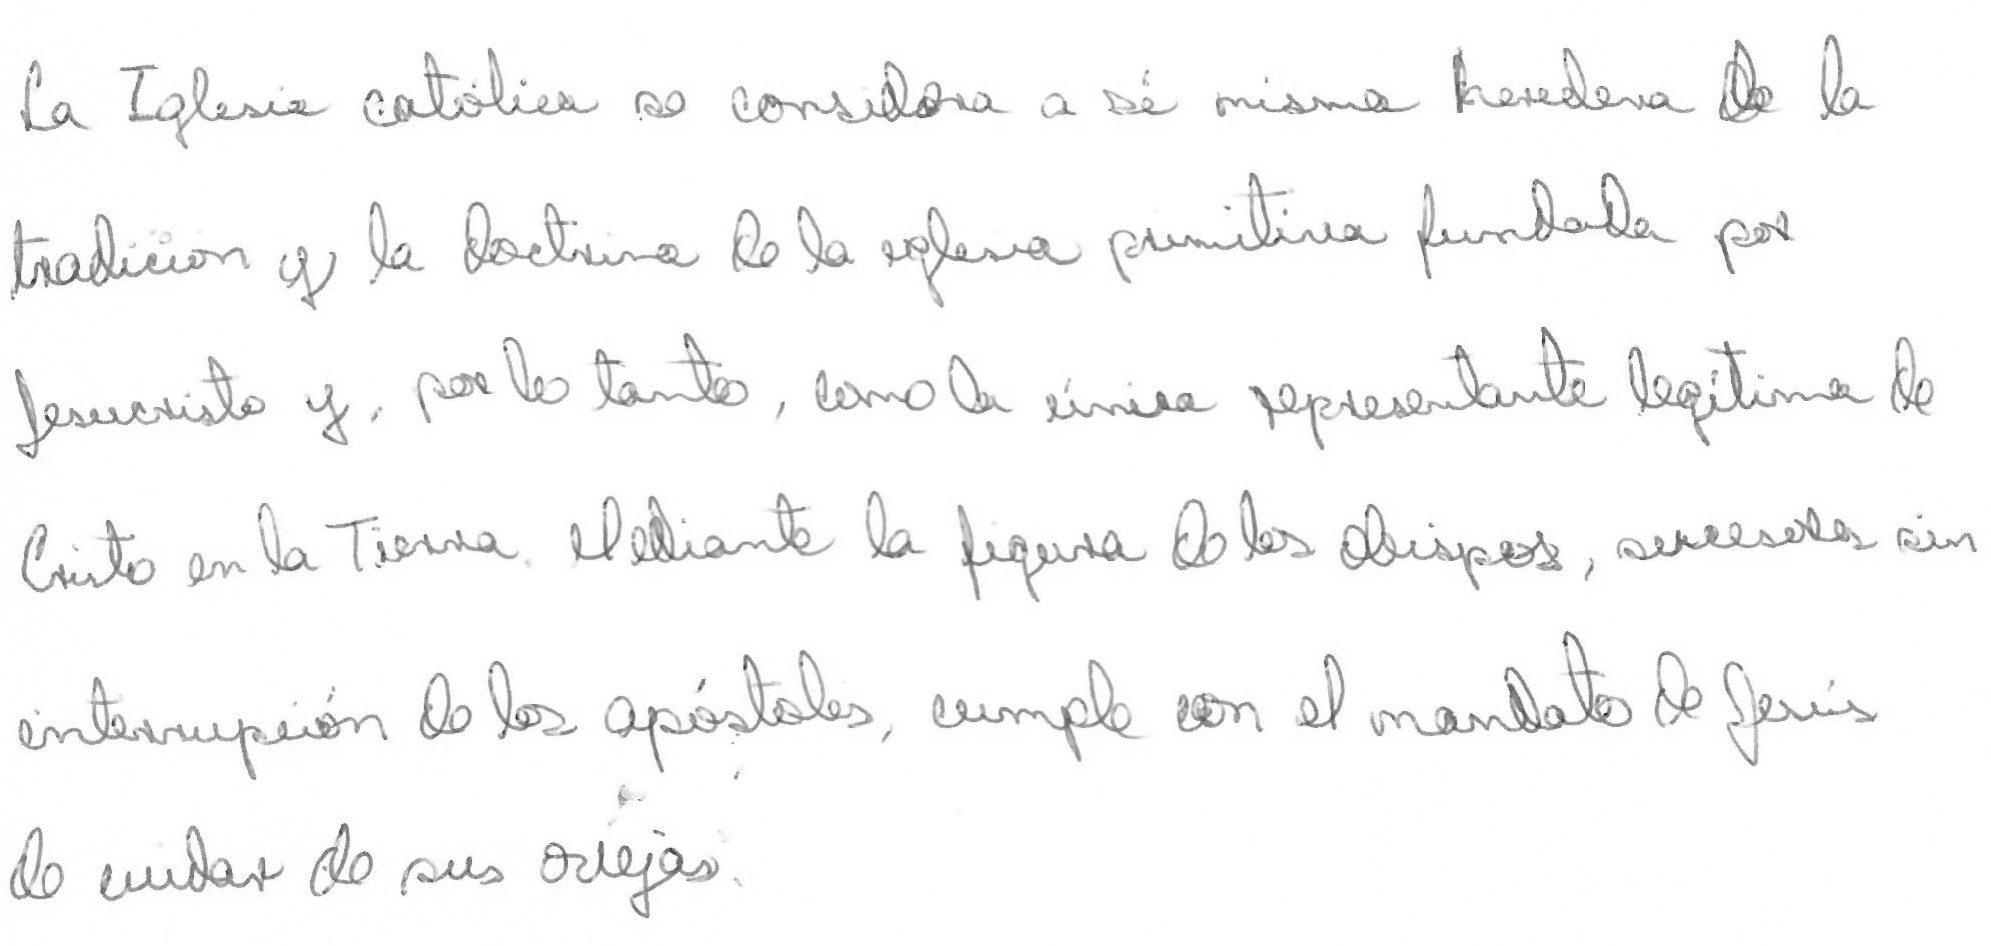 La Iglesia católica se considera a sí misma heredera de la
tradición y la doctrina de la iglesia primitiva fundada por
Jesucristo y, por lo tanto, como la única representante legítima de
Cristo en la Tierra. Mediante la figura de los obispos, sucesores sin
interrupción de los apóstoles, cumple con el mandato de Jesús
de cuidar de sus ovejas.